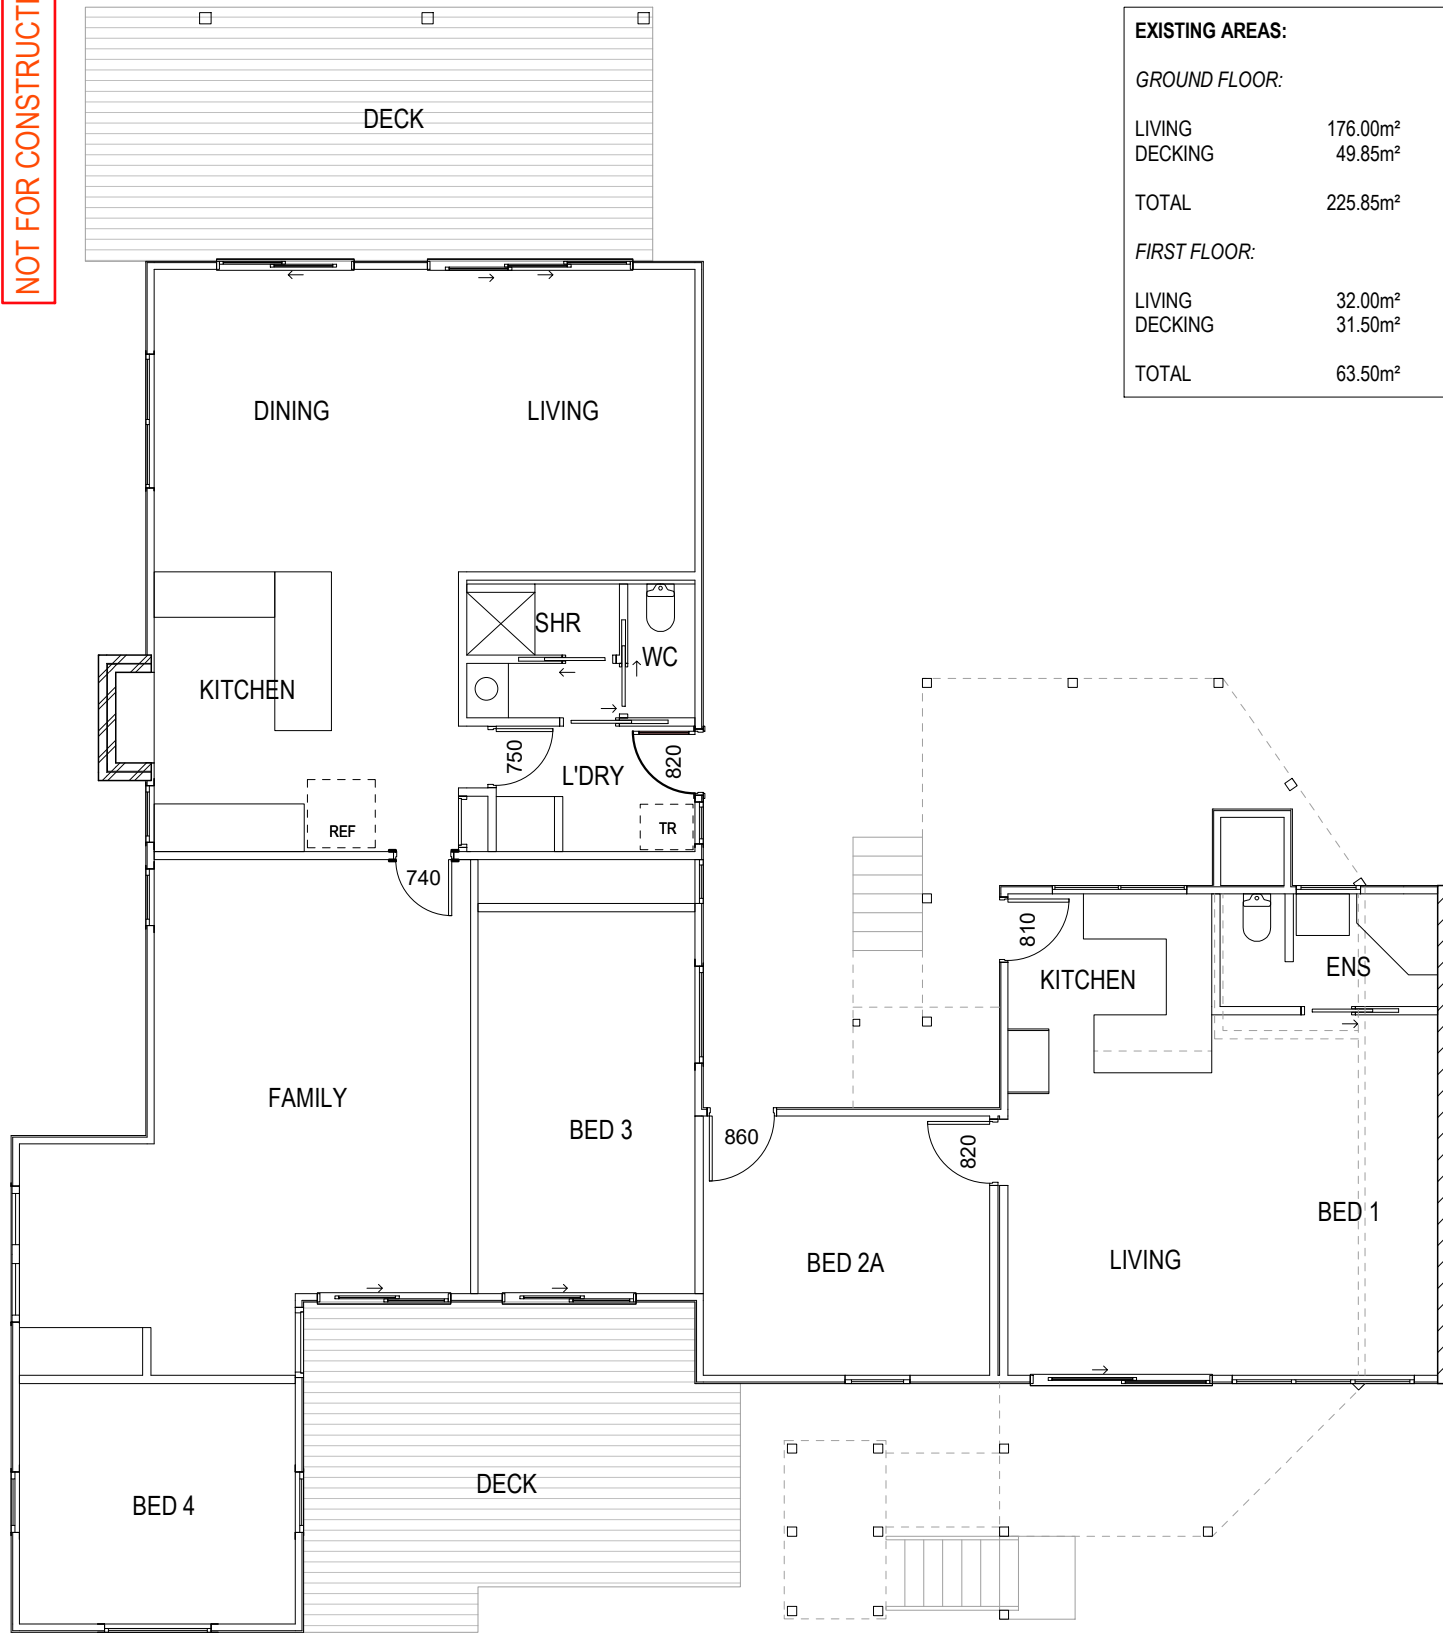 NOT FOR CONSTRUCTI
DECK
EXISTING AREAS:
GROUND FLOOR:
LIVING 176.00m²
DECKING 49.85m²
TOTAL 225.85m²
FIRST FLOOR:
LIVING 32.00m²
DECKING 31.50m²
TOTAL 63.50m²
DINING
LIVING
SHR
WC
KITCHEN
750
L'DRY
820
REF
TR
740
810
KITCHEN
ENS
FAMILY
BED 3
860
820
BED 1
BED 2A
LIVING
DECK
BED 4